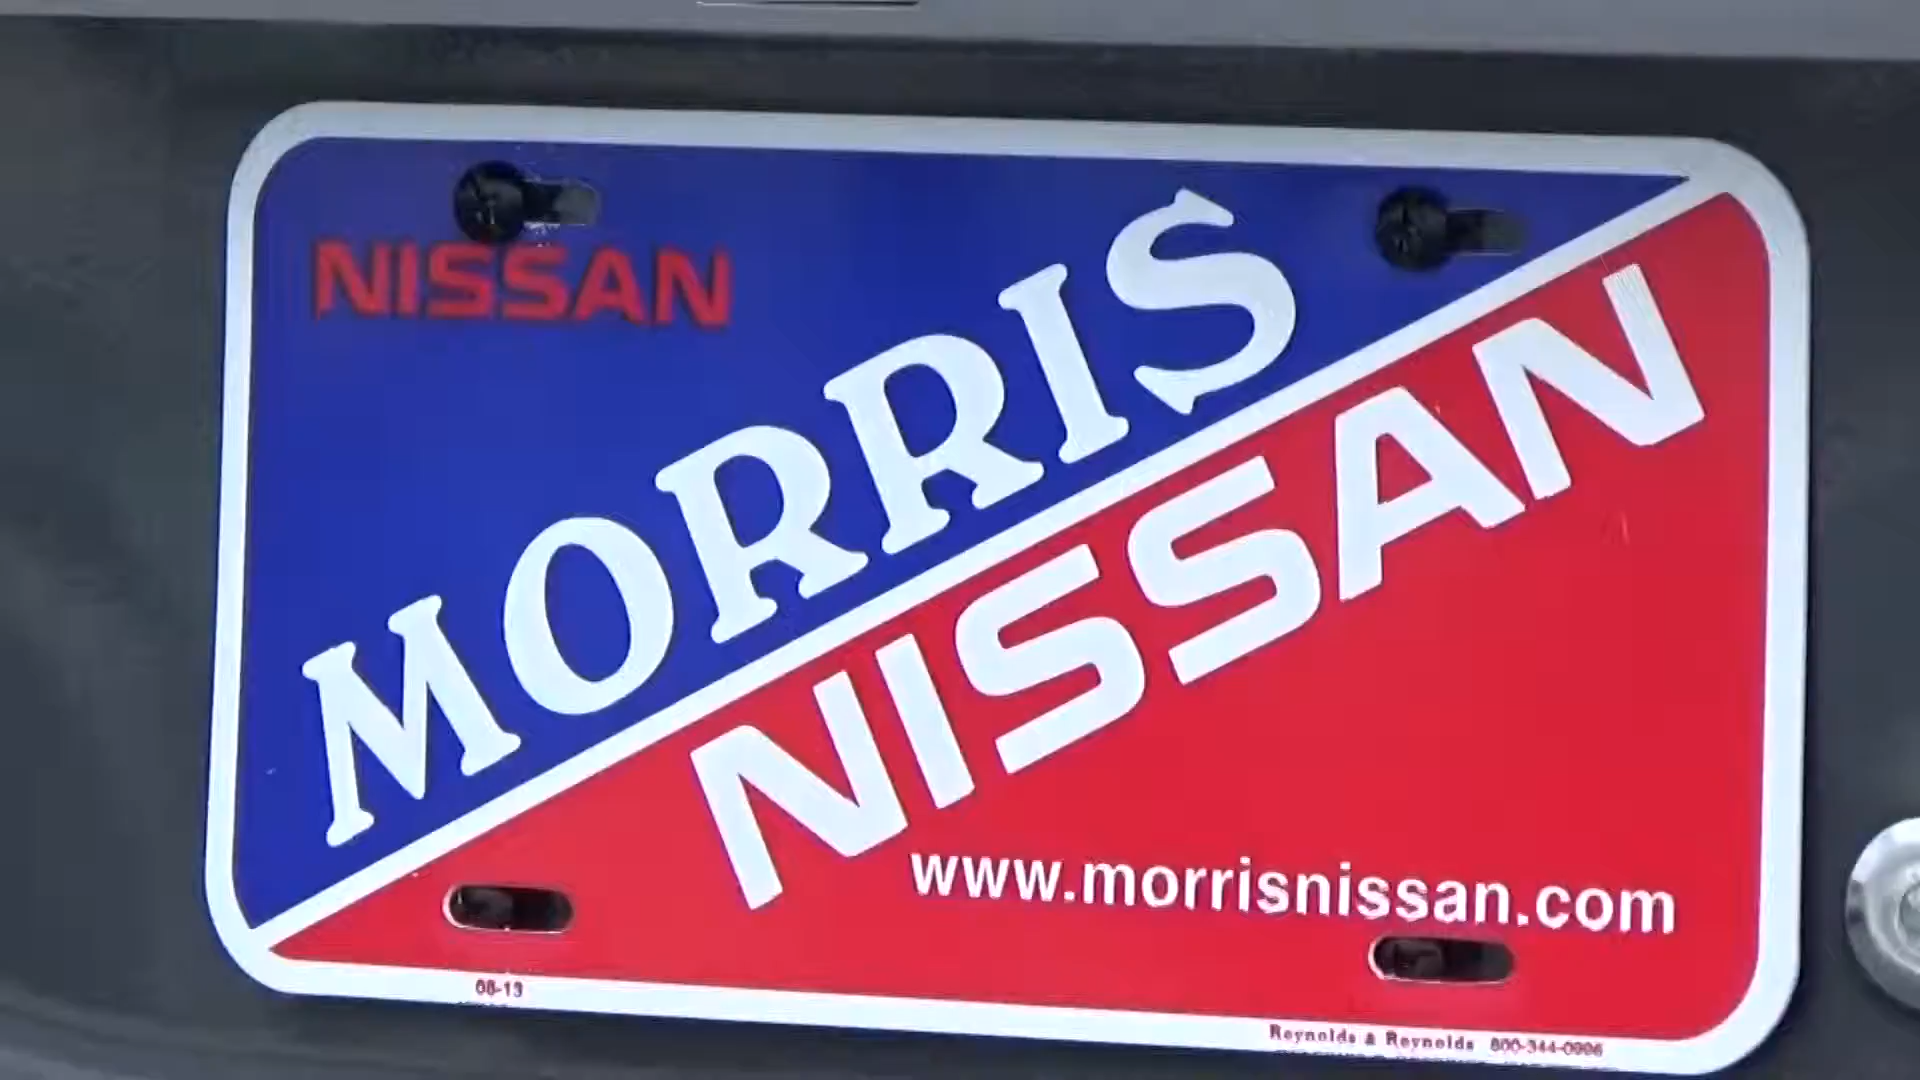 NISSAN
MORRIS
NISSAN
www.morrisnissan.com
08-13
Reynolds & Reynolds 800-344-0996